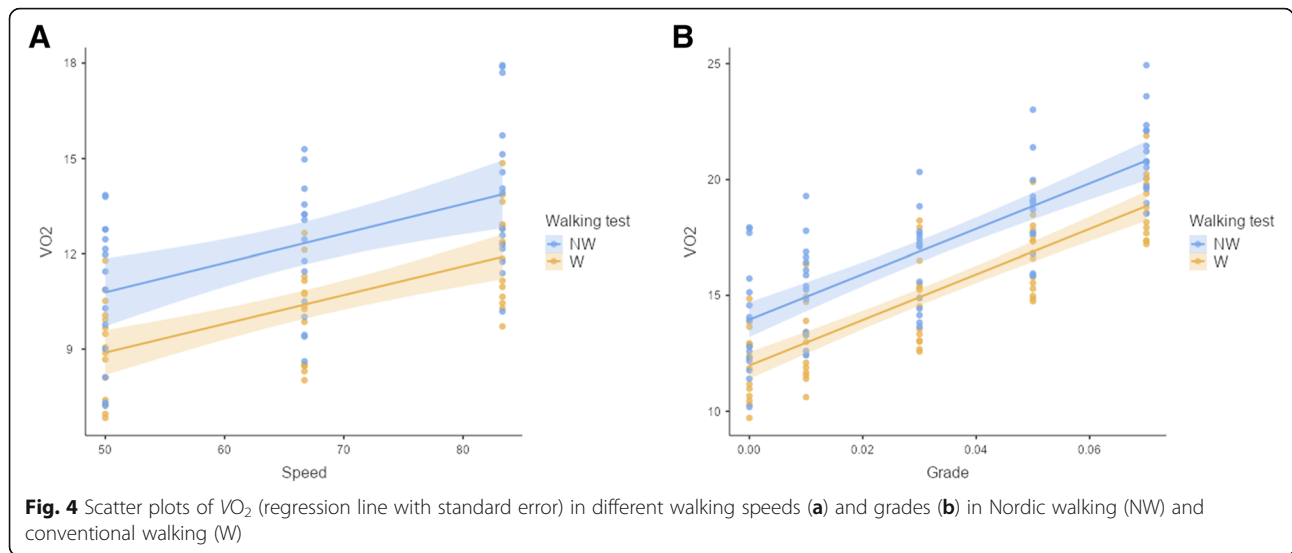 A
B
18
15
12
9
VO2
50
60
70
80
Speed
Walking test
NW
W
25
20
15
10
VO2
0.00
0.02
0.04
0.06
Grade
Walking test
NW
W
Fig. 4 Scatter plots of VO2 (regression line with standard error) in different walking speeds (a) and grades (b) in Nordic walking (NW) and
conventional walking (W)